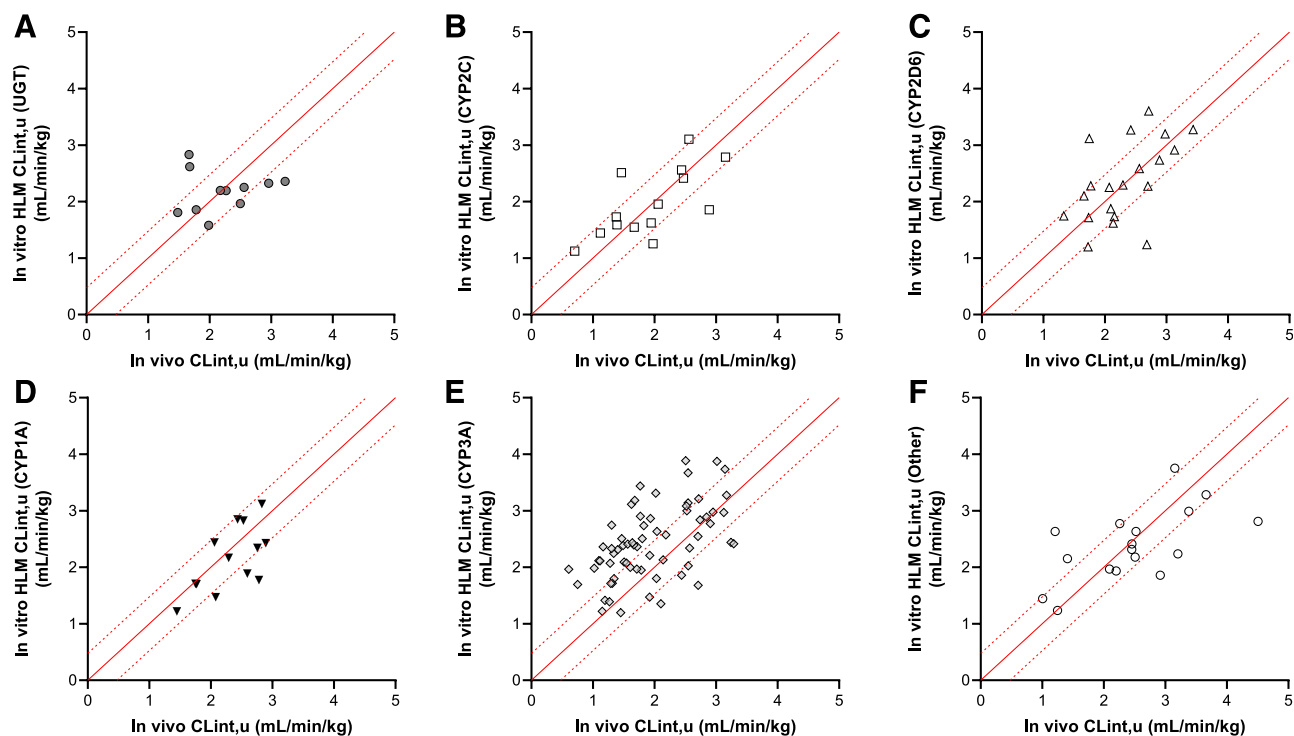 A
5
4
3
2
1
0
0 1 2 3 4 5
In vitro HLM CLint,u (UGT)
(mL/min/kg)
In vivo CLint,u (mL/min/kg)
B
5
4
3
2
1
0
0 1 2 3 4 5
In vitro HLM CLint,u (CYP2C)
(mL/min/kg)
In vivo CLint,u (mL/min/kg)
C
5
4
3
2
1
0
0 1 2 3 4 5
In vitro HLM CLint,u (CYP2D6)
(mL/min/kg)
In vivo CLint,u (mL/min/kg)
D
5
4
3
2
1
0
0 1 2 3 4 5
In vitro HLM CLint,u (CYP1A)
(mL/min/kg)
In vivo CLint,u (mL/min/kg)
E
5
4
3
2
1
0
0 1 2 3 4 5
In vitro HLM CLint,u (CYP3A)
(mL/min/kg)
In vivo CLint,u (mL/min/kg)
F
5
4
3
2
1
0
0 1 2 3 4 5
In vitro HLM CLint,u (Other)
(mL/min/kg)
In vivo CLint,u (mL/min/kg)